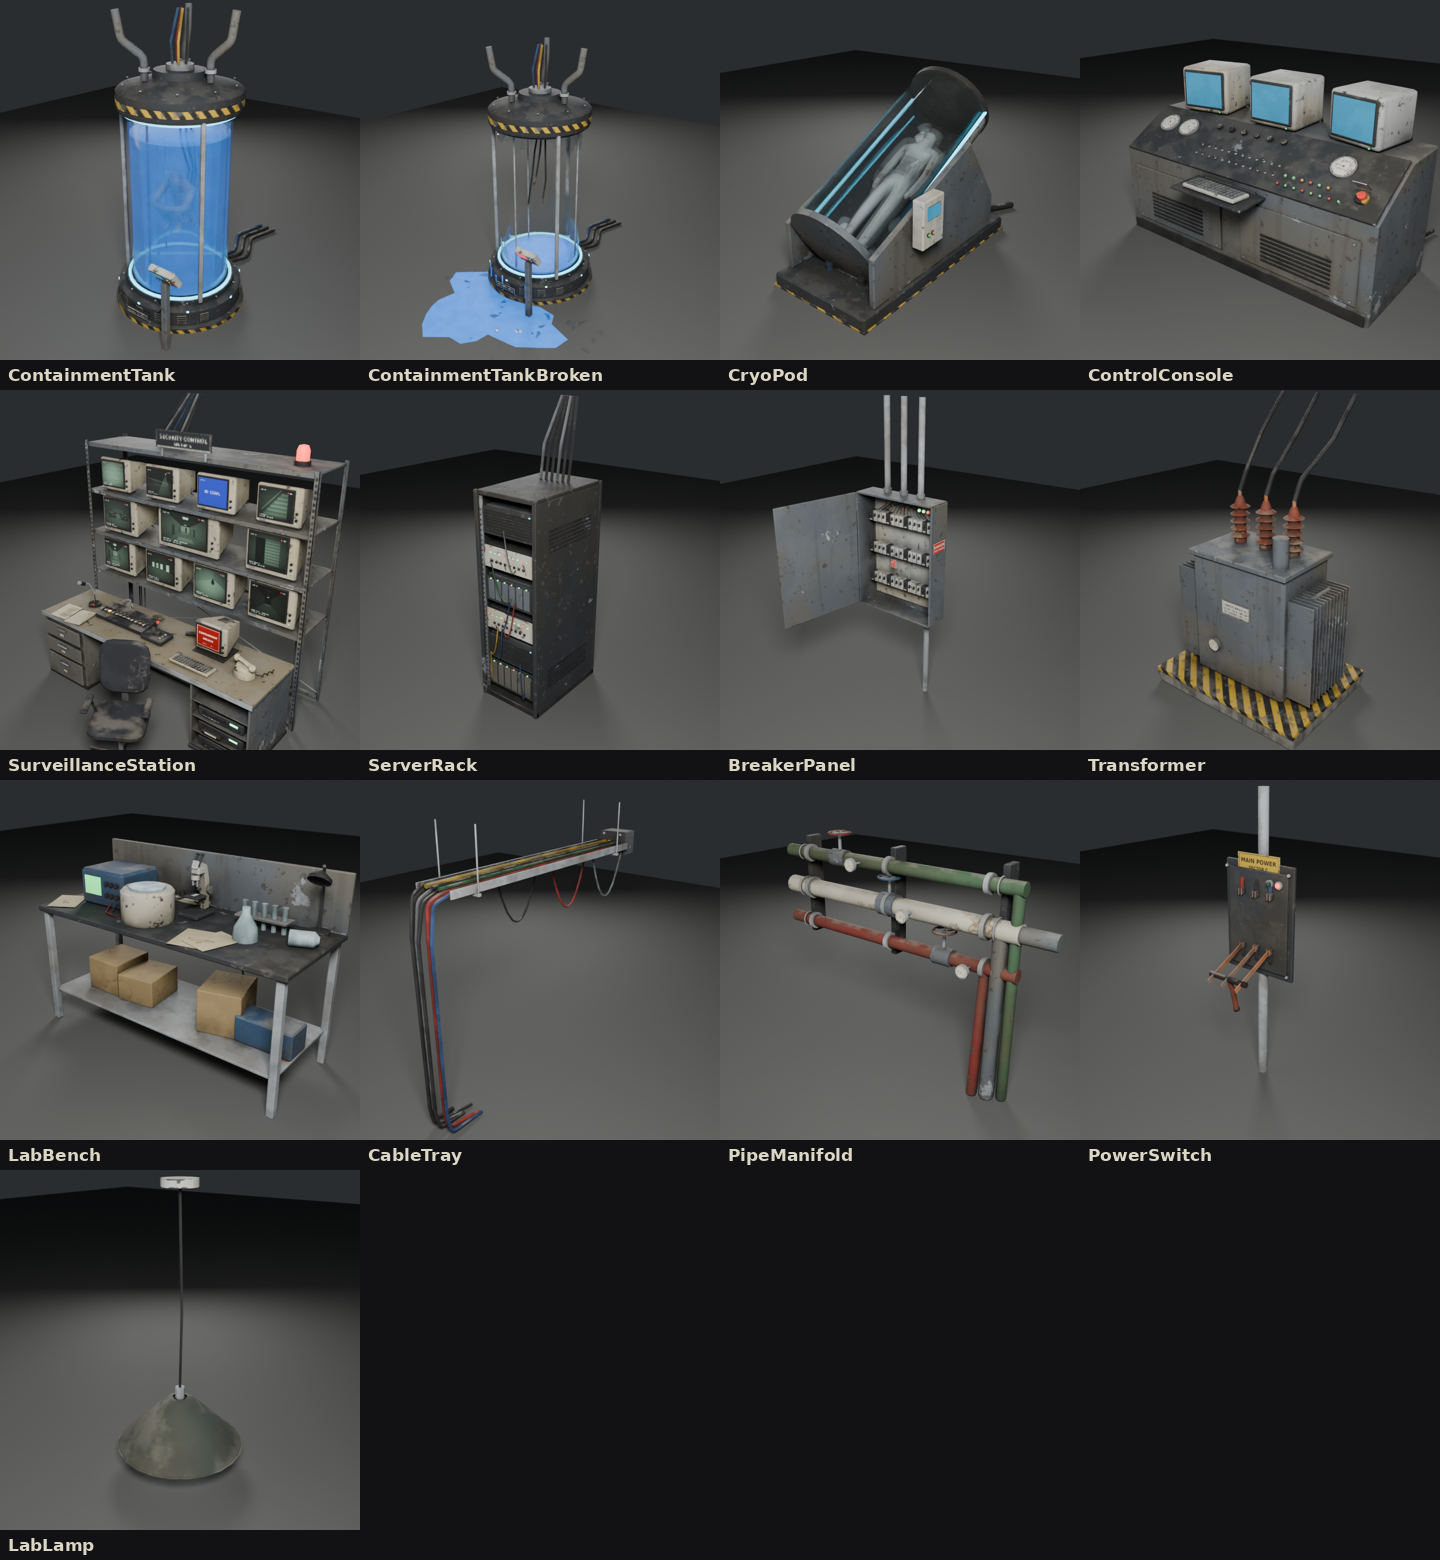 ContainmentTank
ContainmentTankBroken
CryoPod
ControlConsole
SECURITY CONTROL
SurveillanceStation
ServerRack
BreakerPanel
Transformer
MAIN POWER
LabBench
CableTray
PipeManifold
PowerSwitch
LabLamp